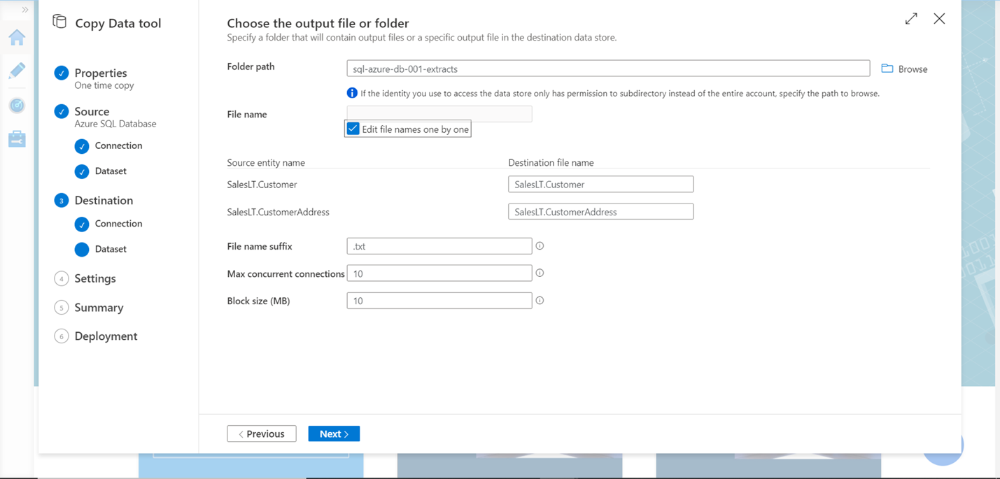 »
Copy Data tool
Properties
One time copy
Source
Azure SQL Database
Connection
Dataset
3 Destination
Connection
Dataset
4 Settings
5 Summary
6 Deployment
Choose the output file or folder
Specify a folder that will contain output files or a specific output file in the destination data store.
Folder path sql-azure-db-001-extracts Browse
If the identity you use to access the data store only has permission to subdirectory instead of the entire account, specify the path to browse.
File name
Edit file names one by one
Source entity name Destination file name
SalesLT.Customer SalesLT.Customer
SalesLT.CustomerAddress SalesLT.CustomerAddress
File name suffix .txt
Max concurrent connections 10
Block size (MB) 10
< Previous Next >